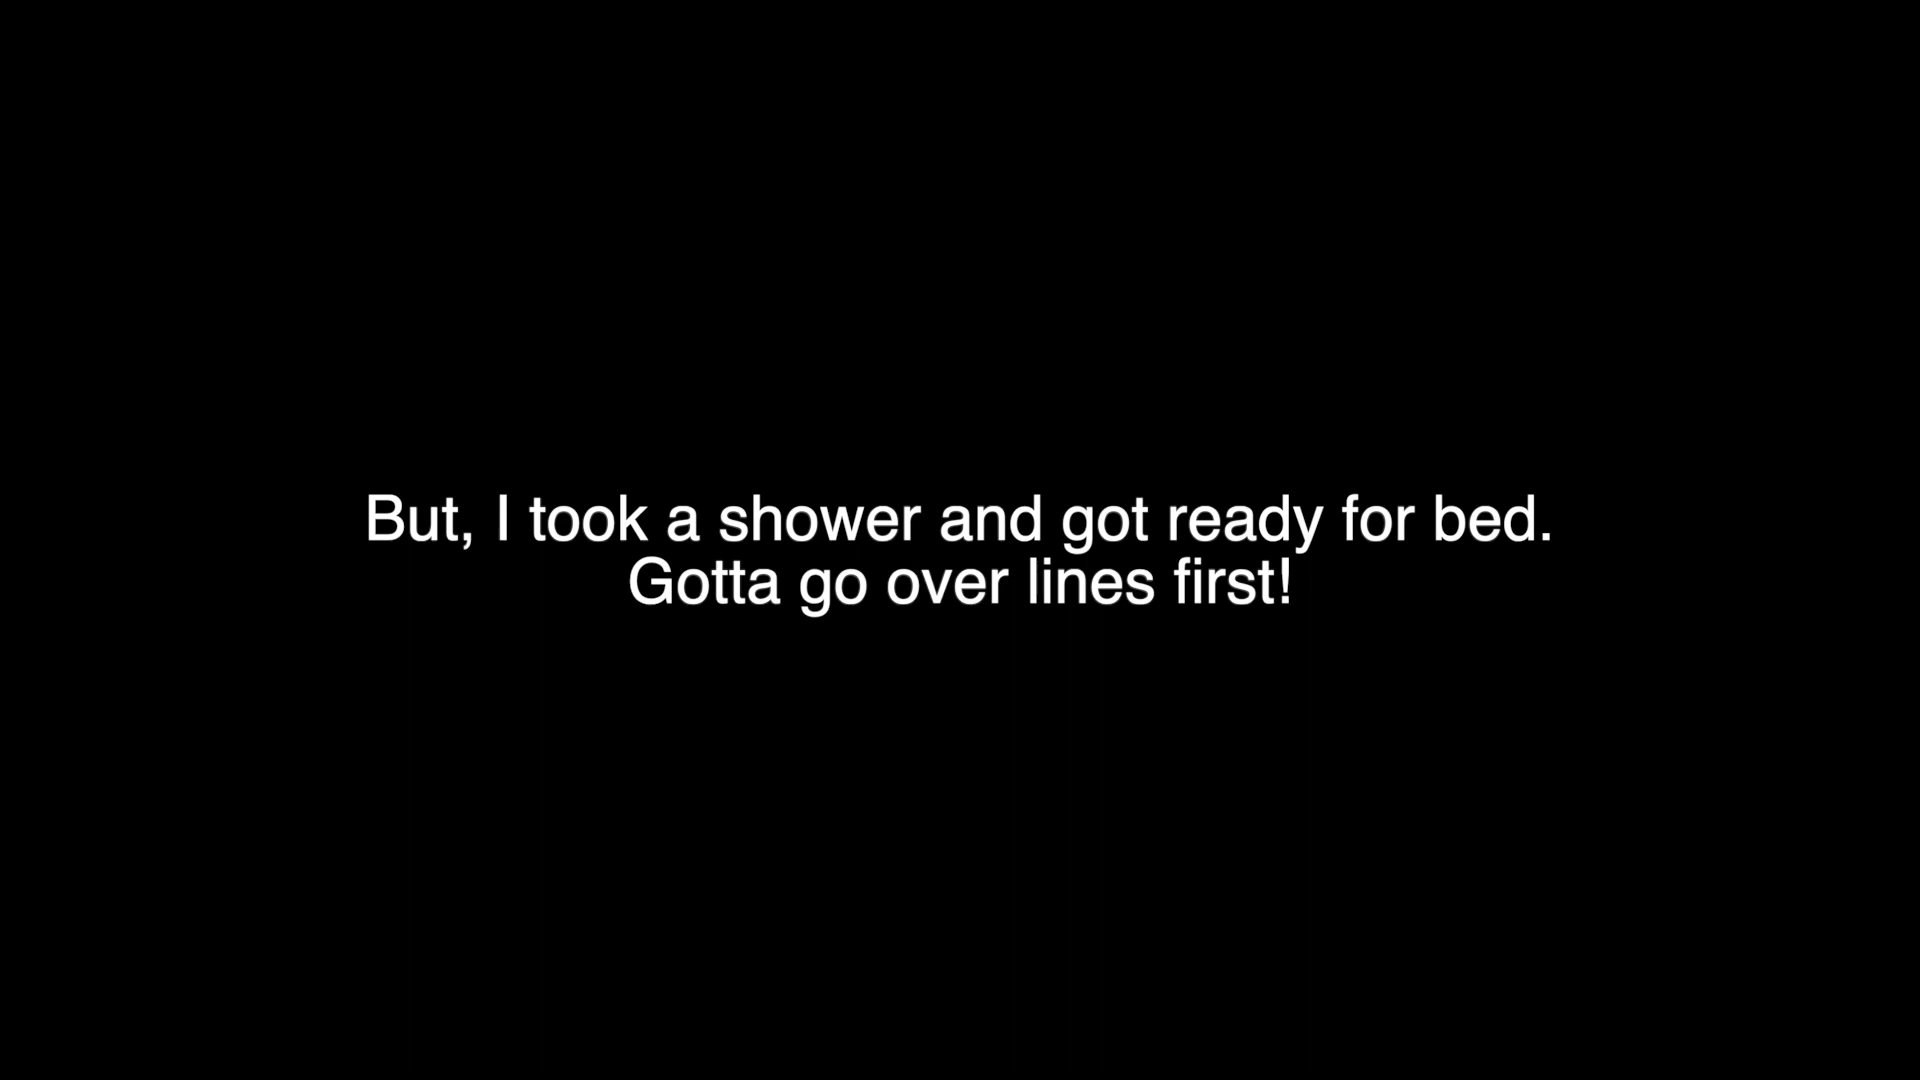 But, I took a shower and got ready for bed.
Gotta go over lines first!